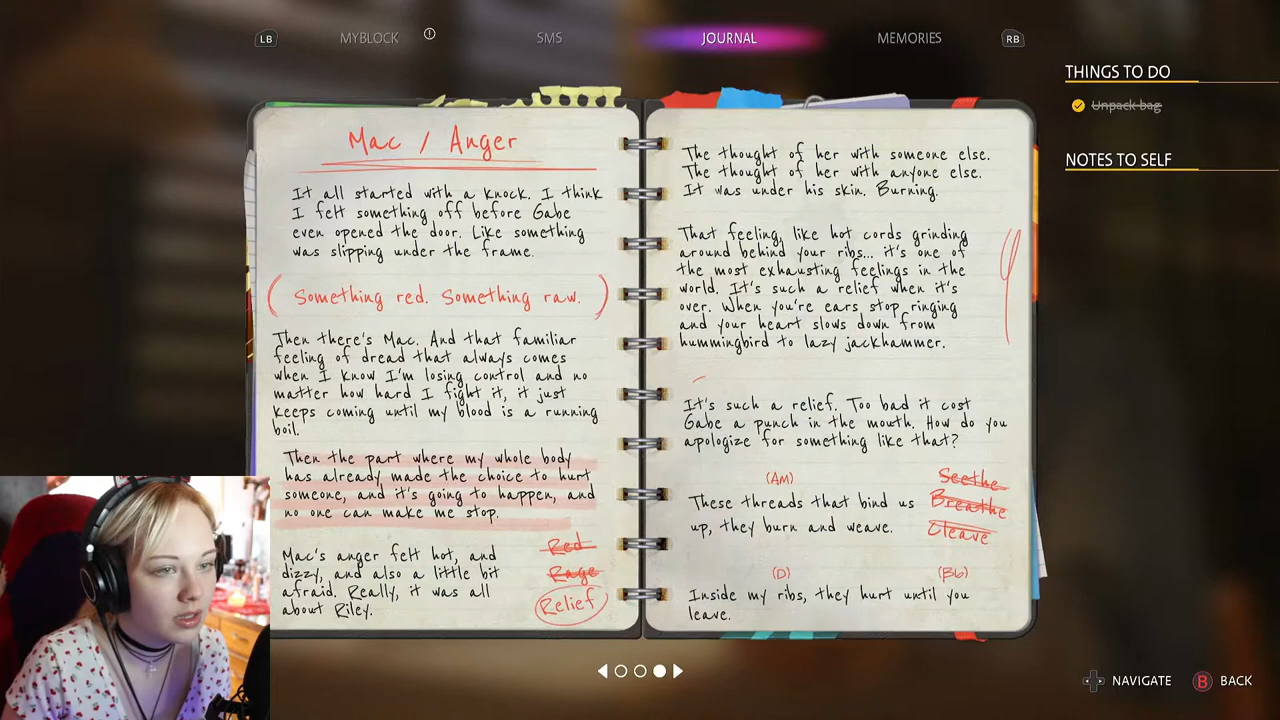 LB
MYBLOCK
SMS
JOURNAL
MEMORIES
RB
THINGS TO DO
Unpack bag
NOTES TO SELF
Mac / Anger
It all started with a knock. I think
I felt something off before Gabe
even opened the door. Like something
was slipping under the frame.
(Something red. Something raw.)
Then there's Mac. And that familiar
feeling of dread that always comes
when I know I'm losing control and no
matter how hard I fight it, it just
keeps coming until my blood is a running
boil.
Then the part where my whole body
has already made the choice to hurt
someone, and it's going to happen, and
no one can make me stop.
Mac's anger felt hot, and
dizzy, and also a little bit
afraid. Really, it was all
about Riley.
Red
Rage
Relief
The thought of her with someone else.
The thought of her with anyone else.
It was under his skin. Burning.
That feeling, like hot cords grinding
around behind your ribs... it's one of
the most exhausting feelings in the
world. It's such a relief when it's
over. When you're ears stop ringing
and your heart slows down from
hummingbird to lazy jackhammer.
It's such a relief. Too bad it cost
Gabe a punch in the mouth. How do you
apologize for something like that?
(Am)
These threads that bind us
up, they burn and weave.
Seethe
Breathe
Cleave
(D)
(Bb)
Inside my ribs, they hurt until you
leave.
NAVIGATE
B BACK